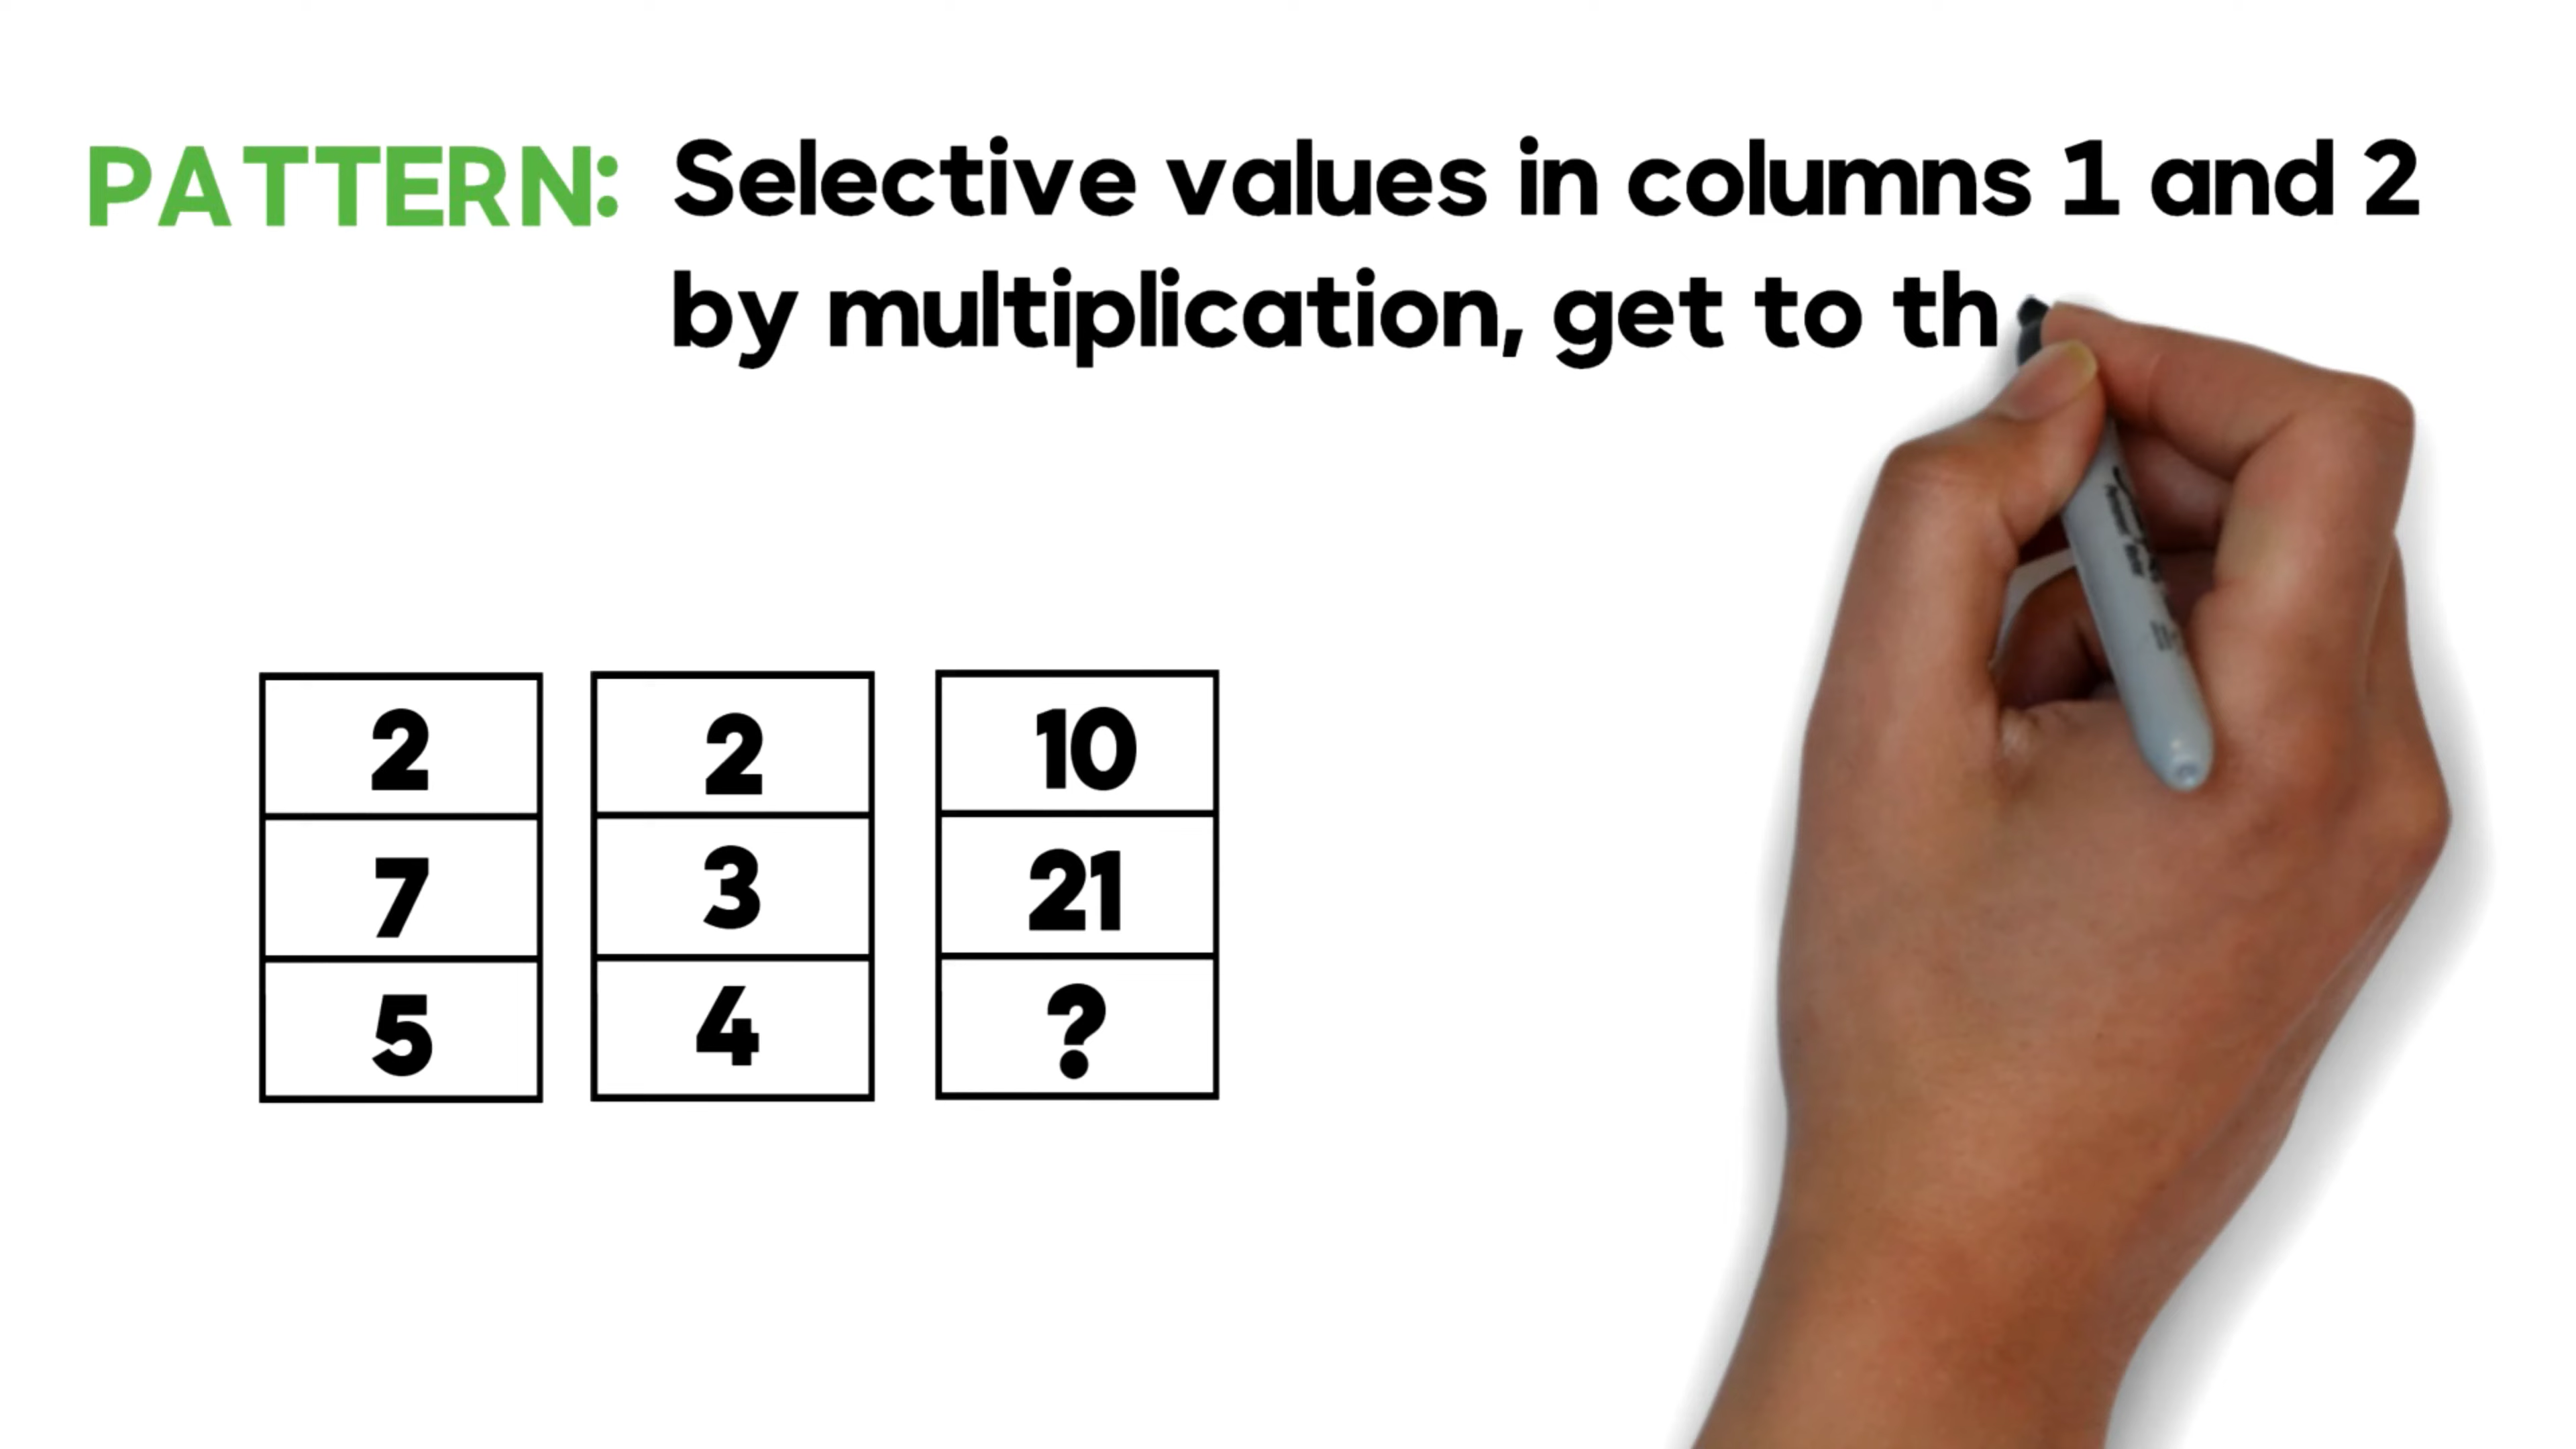 PATTERN: Selective values in columns 1 and 2
by multiplication, get to th
2 2 10
7 3 21
5 4 ?